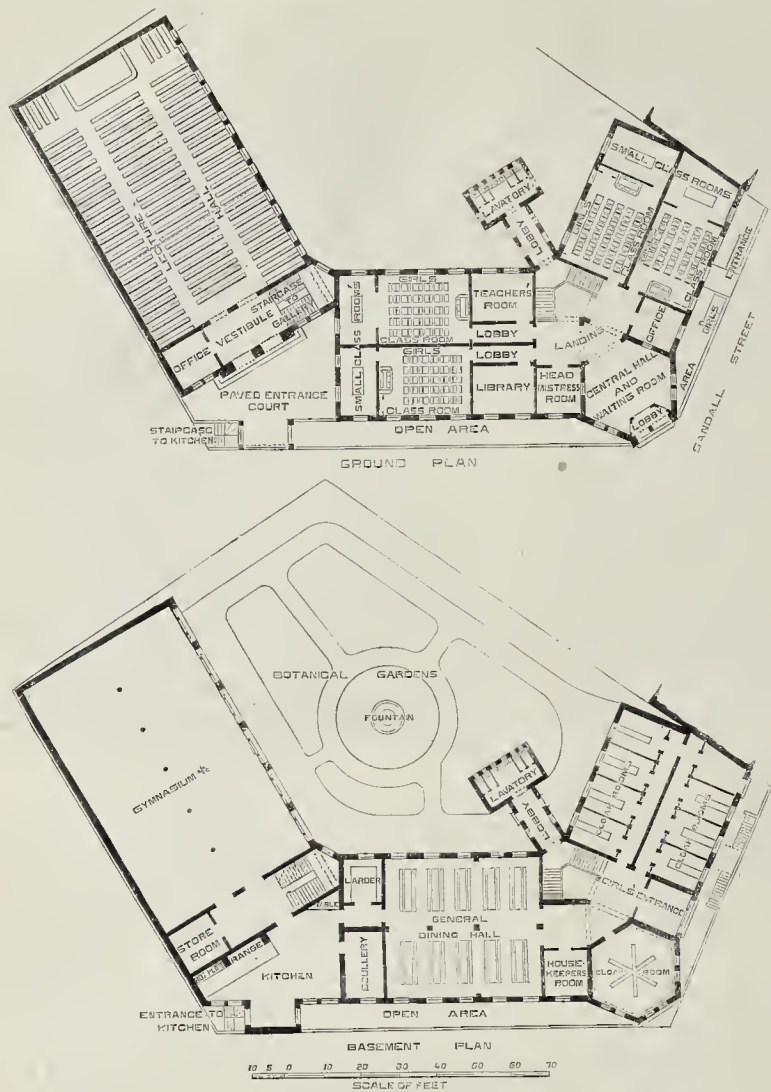 LECTURE
HALL
STAIRCASE
TO
GALLERY
VESTIBULE
OFFICE
PAVED ENTRANCE
COURT
STAIRCASE
TO KITCHEN
SMALL CLASS ROOMS
GIRLS
CLASS ROOM
GIRLS
CLASS ROOM
TEACHERS
ROOM
LOBBY
LOBBY
LIBRARY
HEAD
MISTRESS
ROOM
LAVATORY
LOBBY
LANDING
SMALL CLASS ROOMS
CLASS ROOM
CLASS ROOM
OFFICE
CENTRAL HALL
AND
WAITING ROOM
LOBBY
GIRLS ENTRANCE
AREA
SANDALL STREET
OPEN AREA
GROUND PLAN
BOTANICAL GARDENS
FOUNTAIN
GYMNASIUM
LAVATORY
LOBBY
CLOAK ROOMS
CLOAK ROOMS
GIRLS ENTRANCE
STORE
ROOM
RANGE
KITCHEN
TABLE
LARDER
SCULLERY
GENERAL
DINING HALL
HOUSE-
KEEPERS
ROOM
CLOAK ROOM
ENTRANCE TO
KITCHEN
OPEN AREA
BASEMENT PLAN
10 5 0 10 20 30 40 50 60 70
SCALE OF FEET